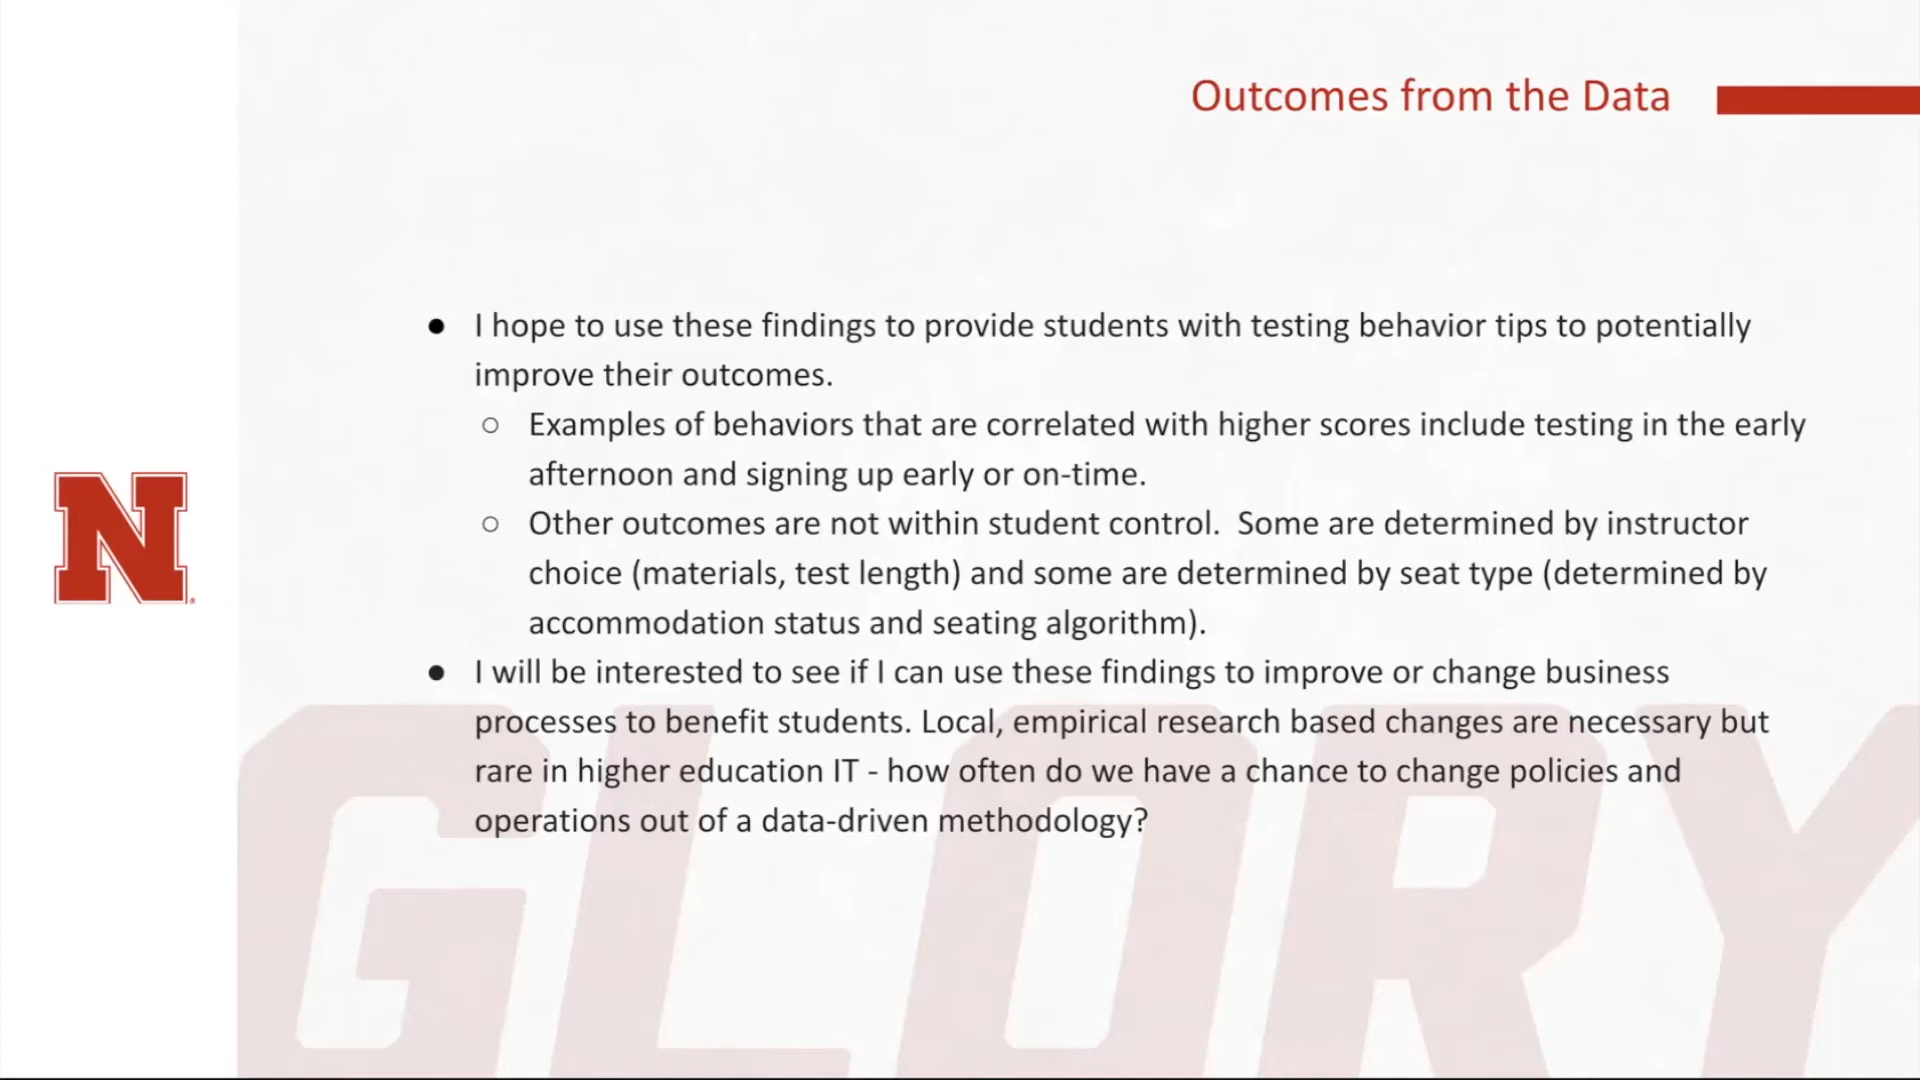 Outcomes from the Data
● I hope to use these findings to provide students with testing behavior tips to potentially
improve their outcomes.
○ Examples of behaviors that are correlated with higher scores include testing in the early
afternoon and signing up early or on-time.
○ Other outcomes are not within student control.  Some are determined by instructor
choice (materials, test length) and some are determined by seat type (determined by
accommodation status and seating algorithm).
● I will be interested to see if I can use these findings to improve or change business
processes to benefit students. Local, empirical research based changes are necessary but
rare in higher education IT - how often do we have a chance to change policies and
operations out of a data-driven methodology?
N
GLORY